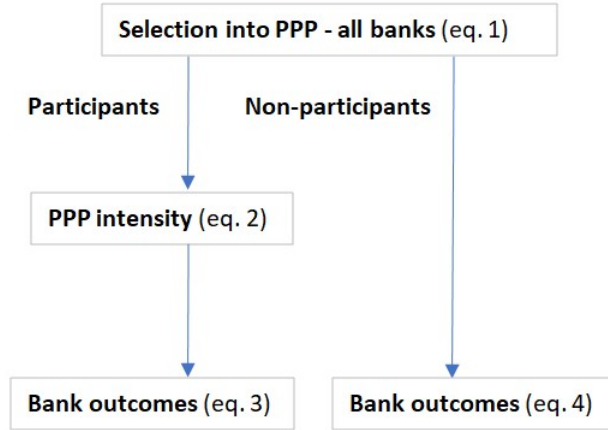 Selection into PPP - all banks (eq. 1)
Participants
Non-participants
PPP intensity (eq. 2)
Bank outcomes (eq. 3)
Bank outcomes (eq. 4)